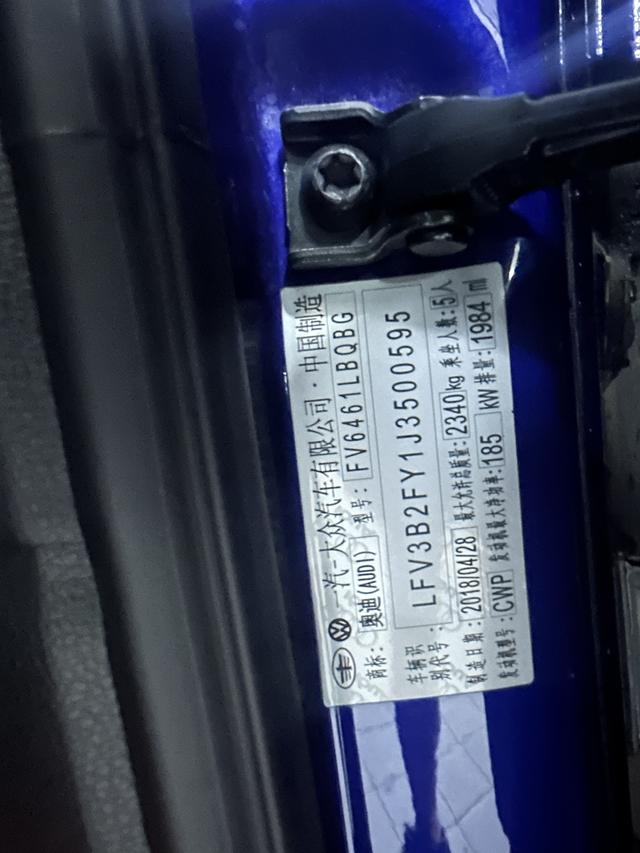 一汽-大众汽车有限公司·中国制造
商标:奥迪(AUDI) 型号:FV6461LBQBG
车辆识别代号:LFV3B2FY1J3500595
制造日期:2018/04/28 最大允许总质量:2340kg 乘坐人数:5人
发动机型号:CWP 发动机最大净功率:185 kW 排量:1984 ml